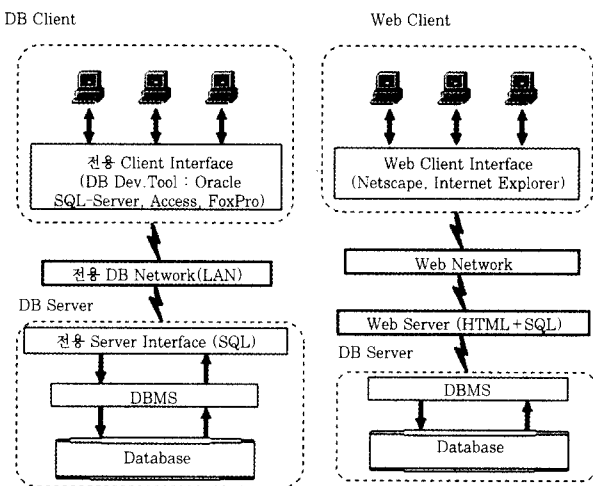 DB Client
전용 Client Interface
(DB Dev.Tool : Oracle
SQL-Server, Access, FoxPro)
전용 DB Network(LAN)
DB Server
전용 Server Interface (SQL)
DBMS
Database
Web Client
Web Client Interface
(Netscape. Internet Explorer)
Web Network
Web Server (HTML+SQL)
DB Server
DBMS
Database